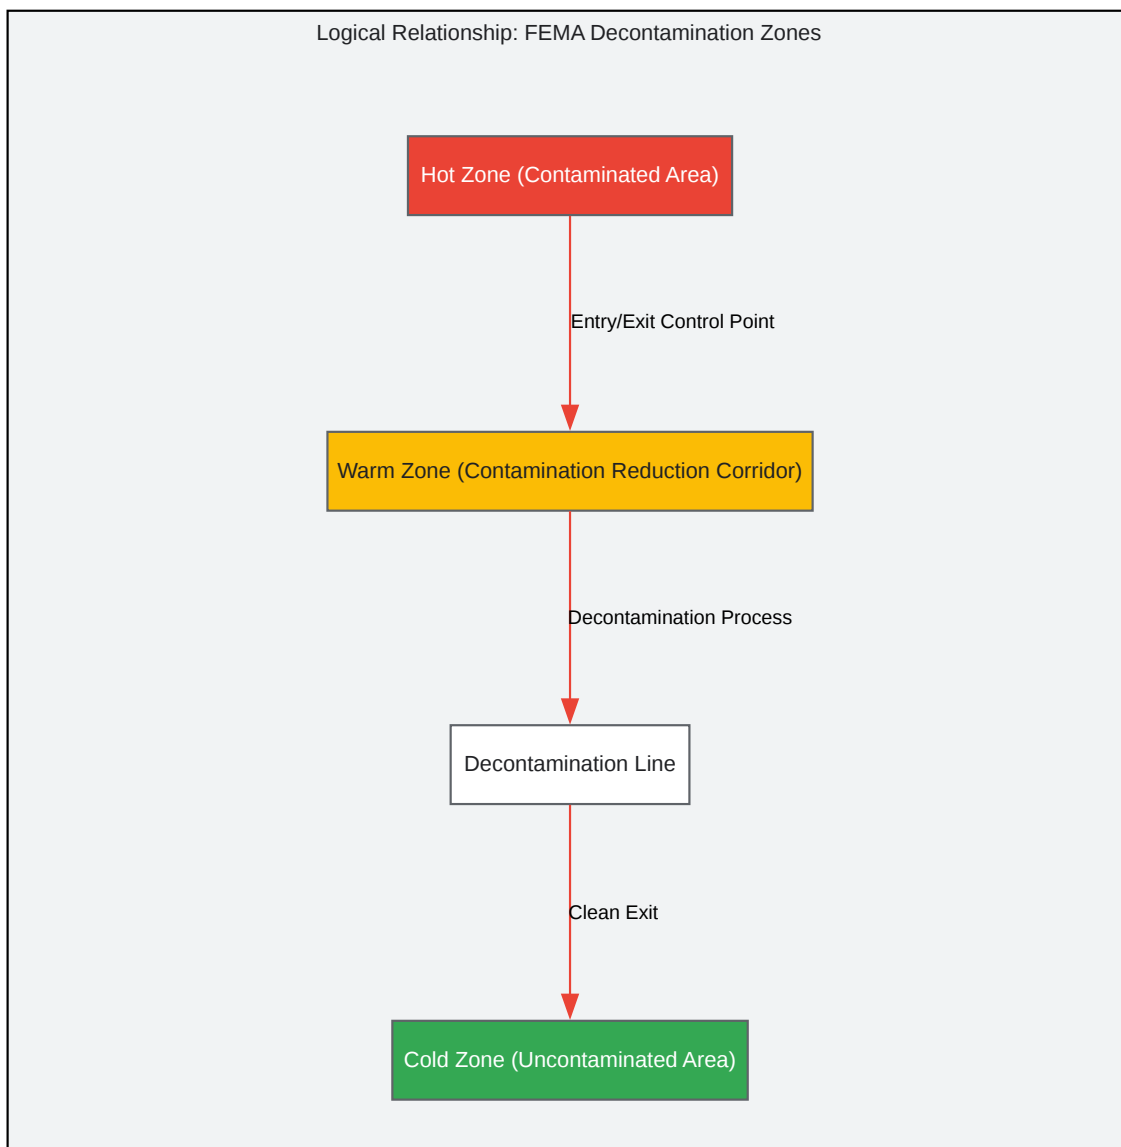 Logical Relationship: FEMA Decontamination Zones
Hot Zone (Contaminated Area)
Entry/Exit Control Point
Warm Zone (Contamination Reduction Corridor)
Decontamination Process
Decontamination Line
Clean Exit
Cold Zone (Uncontaminated Area)